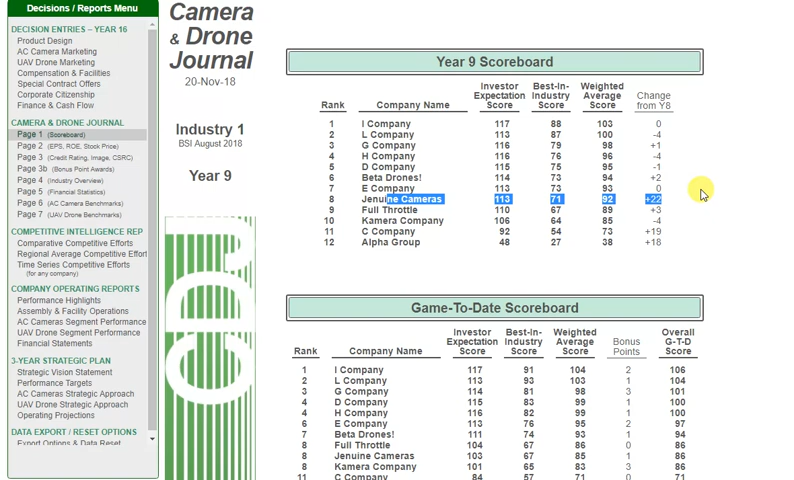 Decisions / Reports Menu
DECISION ENTRIES – YEAR 16
Product Design
AC Camera Marketing
UAV Drone Marketing
Compensation & Facilities
Special Contract Offers
Corporate Citizenship
Finance & Cash Flow
CAMERA & DRONE JOURNAL
Page 1 (Scoreboard)
Page 2 (EPS, ROE, Stock Price)
Page 3 (Credit Rating, Image, CSRC)
Page 3b (Bonus Point Awards)
Page 4 (Industry Overview)
Page 5 (Financial Statistics)
Page 6 (AC Camera Benchmarks)
Page 7 (UAV Drone Benchmarks)
COMPETITIVE INTELLIGENCE REP
Comparative Competitive Efforts
Regional Average Competitive Effort
Time Series Competitive Efforts
(for any company)
COMPANY OPERATING REPORTS
Performance Highlights
Assembly & Facility Operations
AC Cameras Segment Performance
UAV Drone Segment Performance
Financial Statements
3-YEAR STRATEGIC PLAN
Strategic Vision Statement
Performance Targets
AC Cameras Strategic Approach
UAV Drone Strategic Approach
Operating Projections
DATA EXPORT / RESET OPTIONS
Export Options & Data Reset
Camera
& Drone
Journal
20-Nov-18
Industry 1
BSI August 2018
Year 9
Year 9 Scoreboard
Rank Company Name Investor Expectation Score Best-In-Industry Score Weighted Average Score Change from Y8
1 I Company 117 88 103 0
2 L Company 113 87 100 -4
3 G Company 116 79 98 +1
4 H Company 116 76 96 -4
5 D Company 115 75 95 -1
6 Beta Drones! 114 73 94 +2
7 E Company 113 73 93 0
8 Jenuine Cameras 113 71 92 +22
9 Full Throttle 110 67 89 +3
10 Kamera Company 106 64 85 -4
11 C Company 92 54 73 +19
12 Alpha Group 48 27 38 +18
Game-To-Date Scoreboard
Rank Company Name Investor Expectation Score Best-In-Industry Score Weighted Average Score Bonus Points Overall G-T-D Score
1 I Company 117 91 104 2 106
2 L Company 113 93 103 1 104
3 G Company 114 81 98 3 101
4 D Company 115 83 99 1 100
4 H Company 116 82 99 1 100
6 E Company 113 76 95 2 97
7 Beta Drones! 111 74 93 1 94
8 Full Throttle 104 67 86 0 86
8 Jenuine Cameras 103 67 85 1 86
8 Kamera Company 101 65 83 3 86
11 C Company 84 57 71 0 71